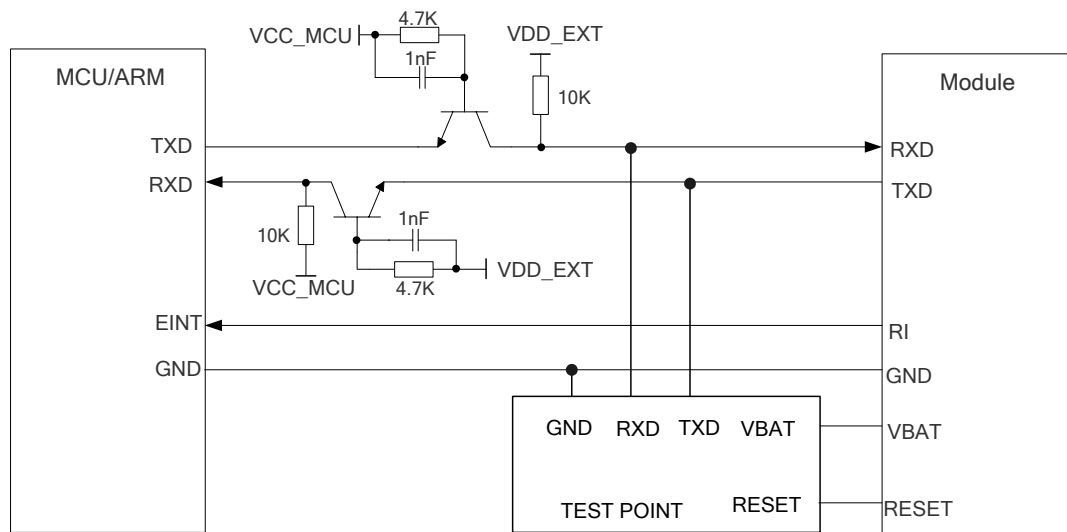 4.7K
VCC_MCU
1nF
VDD_EXT
MCU/ARM
Module
10K
TXD
RXD
RXD
TXD
1nF
10K
VDD_EXT
VCC_MCU
4.7K
EINT
RI
GND
GND
GND RXD TXD VBAT
VBAT
TEST POINT
RESET
RESET